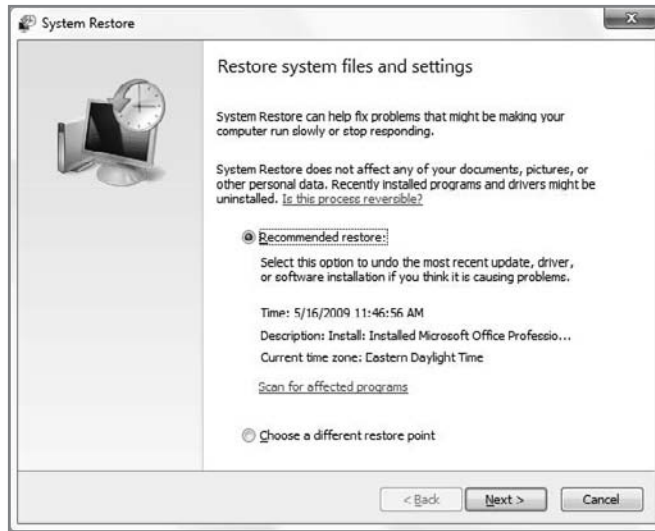 System Restore
Restore system files and settings
System Restore can help fix problems that might be making your
computer run slowly or stop responding.
System Restore does not affect any of your documents, pictures, or
other personal data. Recently installed programs and drivers might be
uninstalled. Is this process reversible?
Recommended restore:
Select this option to undo the most recent update, driver,
or software installation if you think it is causing problems.
Time: 5/16/2009 11:46:56 AM
Description: Install: Installed Microsoft Office Professio...
Current time zone: Eastern Daylight Time
Scan for affected programs
Choose a different restore point
< Back Next > Cancel